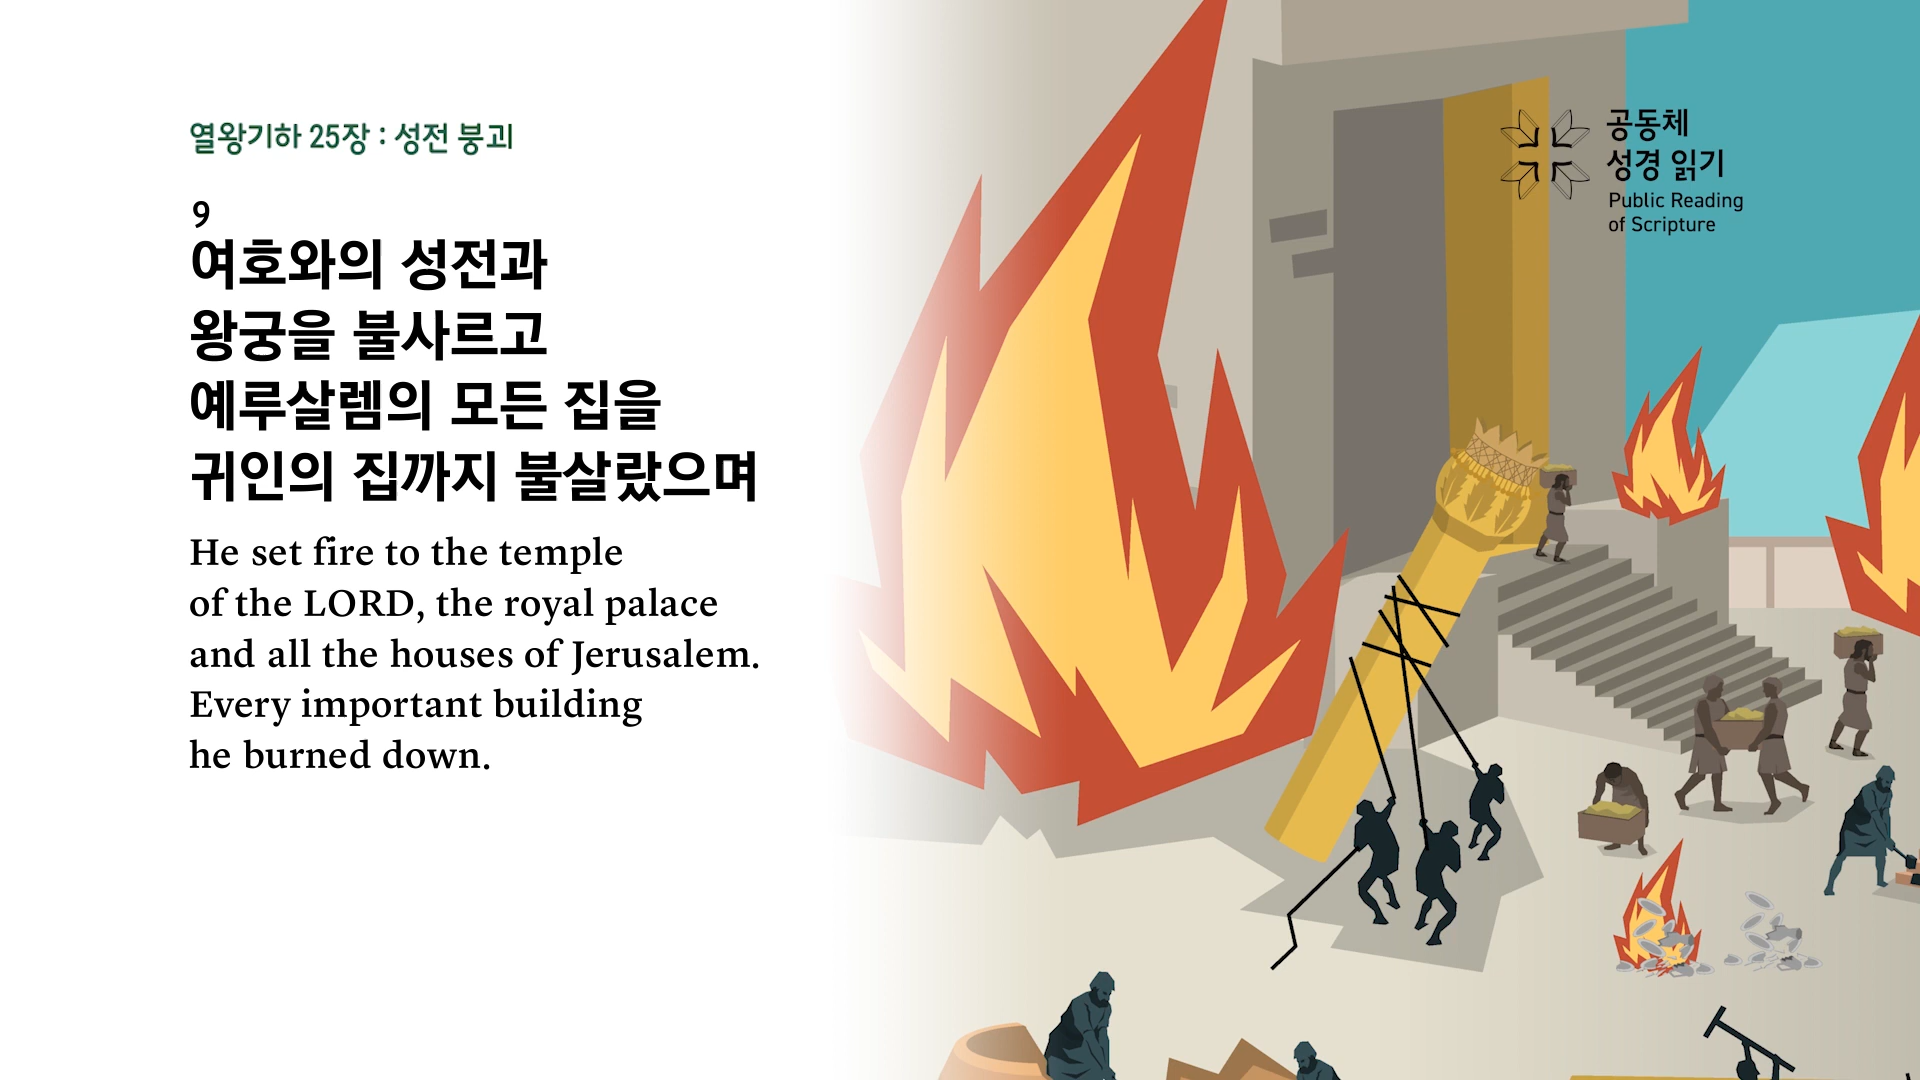 열왕기하 25장 : 성전 붕괴
9
여호와의 성전과
왕궁을 불사르고
예루살렘의 모든 집을
귀인의 집까지 불살랐으며
He set fire to the temple
of the LORD, the royal palace
and all the houses of Jerusalem.
Every important building
he burned down.
공동체
성경 읽기
Public Reading
of Scripture